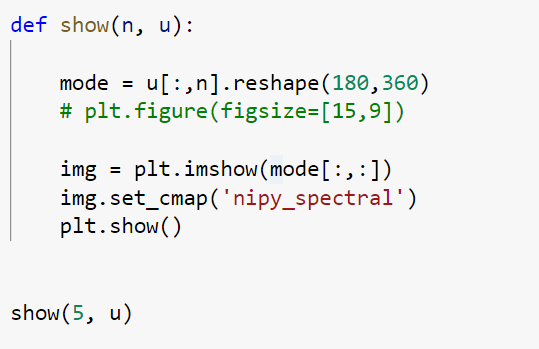 def show(n, u):
mode = u[:,n].reshape(180,360)
# plt.figure(figsize=[15,9])
img = plt.imshow(mode[:,:])
img.set_cmap('nipy_spectral')
plt.show()
show(5, u)